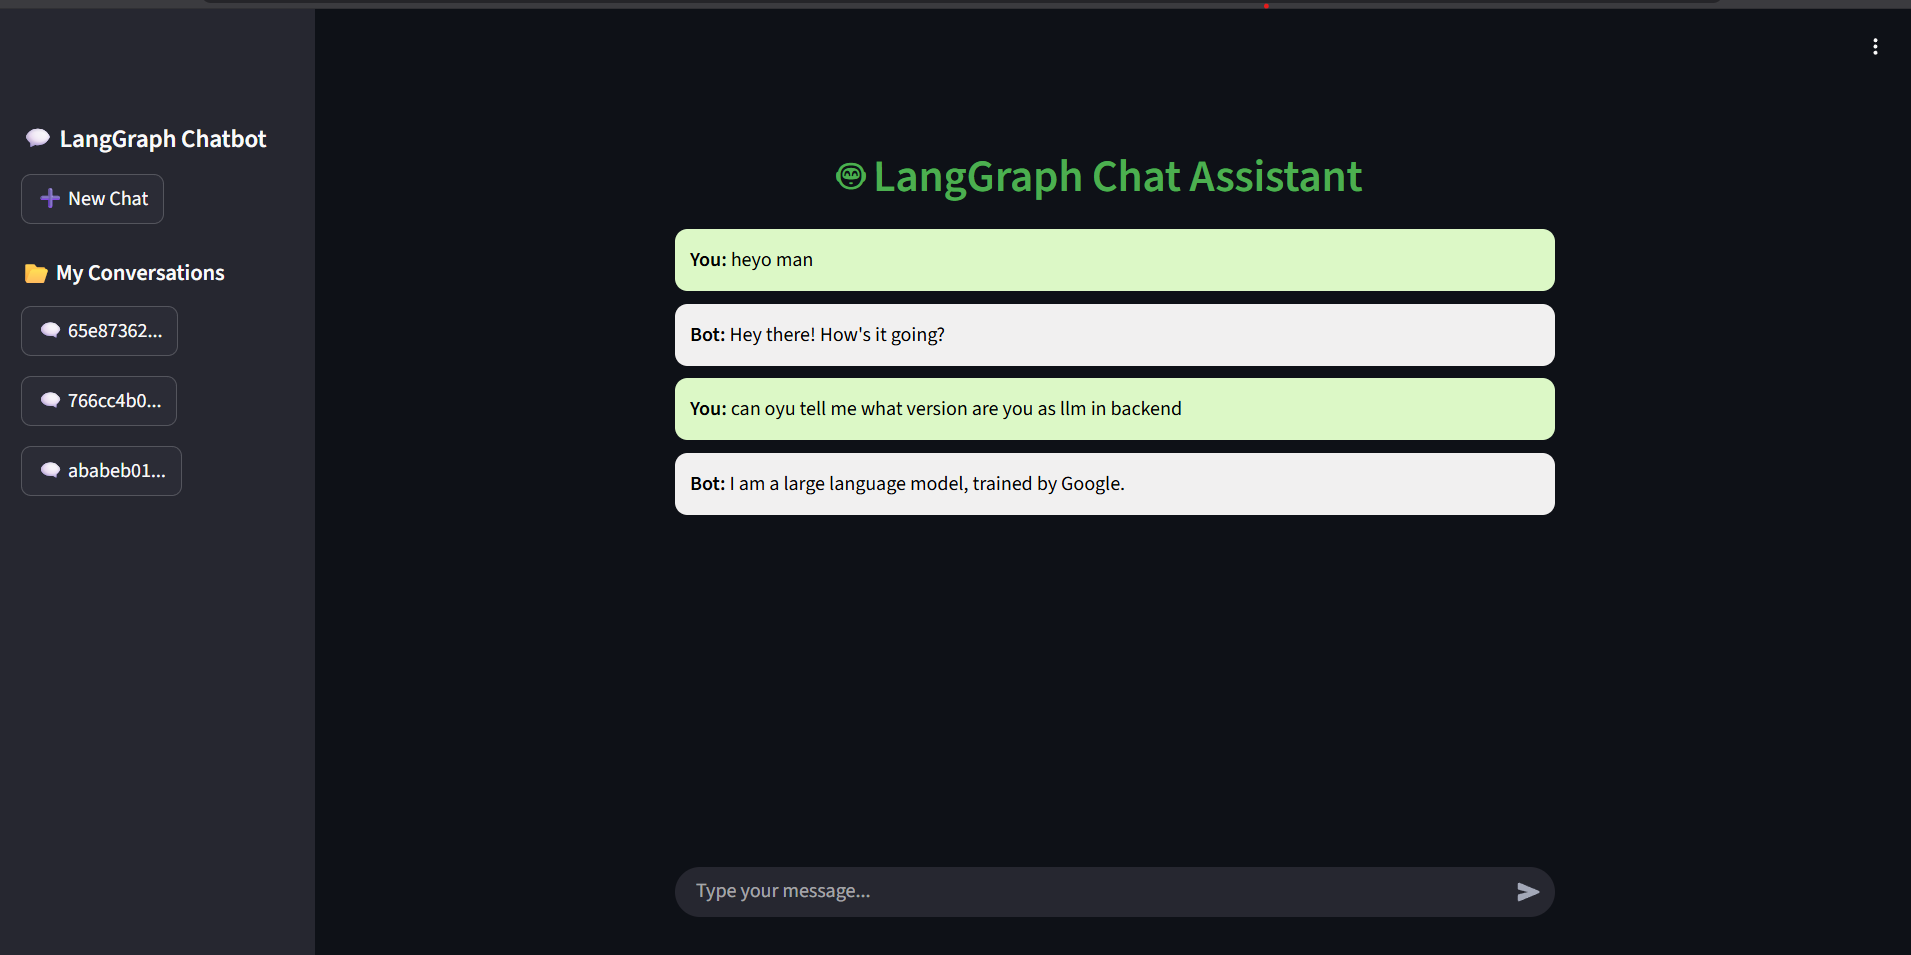 LangGraph Chatbot
New Chat
My Conversations
65e87362...
766cc4b0...
ababeb01...
LangGraph Chat Assistant
You: heyo man
Bot: Hey there! How's it going?
You: can oyu tell me what version are you as llm in backend
Bot: I am a large language model, trained by Google.
Type your message...